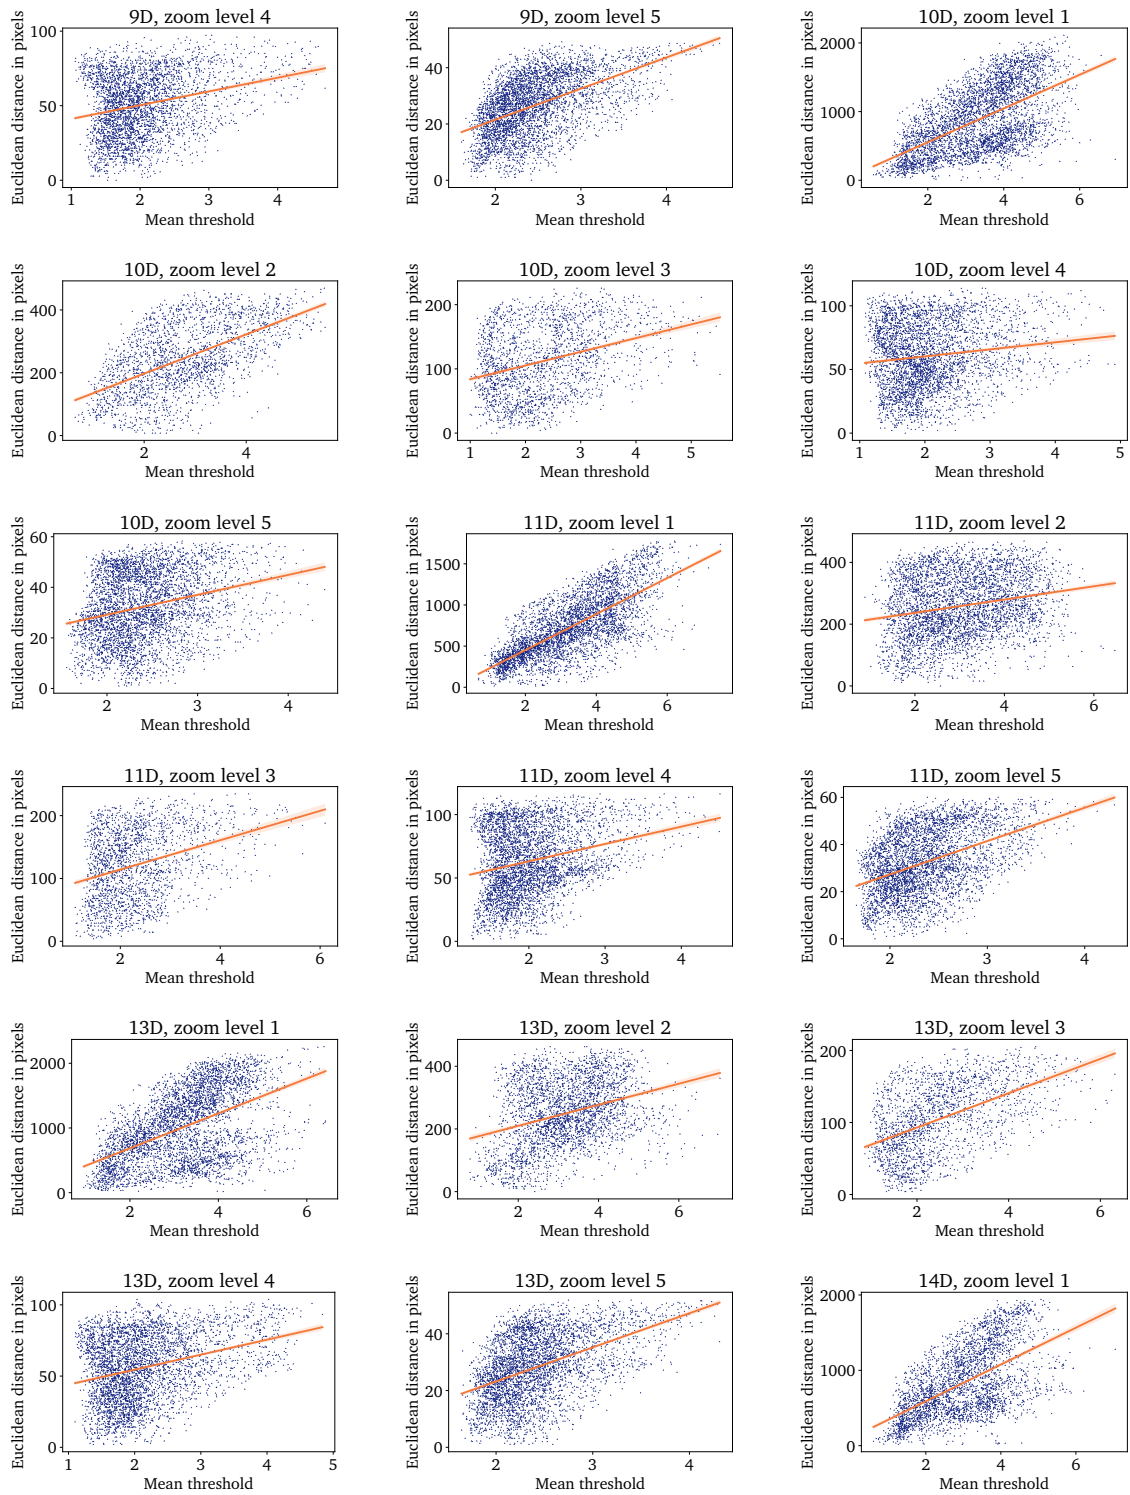 9D, zoom level 4
Euclidean distance in pixels
100
50
0
1 2 3 4
Mean threshold
9D, zoom level 5
Euclidean distance in pixels
40
20
0
2 3 4
Mean threshold
10D, zoom level 1
Euclidean distance in pixels
2000
1000
0
2 4 6
Mean threshold
10D, zoom level 2
Euclidean distance in pixels
400
200
0
2 4
Mean threshold
10D, zoom level 3
Euclidean distance in pixels
200
100
0
1 2 3 4 5
Mean threshold
10D, zoom level 4
Euclidean distance in pixels
100
50
0
1 2 3 4 5
Mean threshold
10D, zoom level 5
Euclidean distance in pixels
60
40
20
0
2 3 4
Mean threshold
11D, zoom level 1
Euclidean distance in pixels
1500
1000
500
0
2 4 6
Mean threshold
11D, zoom level 2
Euclidean distance in pixels
400
200
0
2 4 6
Mean threshold
11D, zoom level 3
Euclidean distance in pixels
200
100
0
2 4 6
Mean threshold
11D, zoom level 4
Euclidean distance in pixels
100
50
0
2 3 4
Mean threshold
11D, zoom level 5
Euclidean distance in pixels
60
40
20
0
2 3 4
Mean threshold
13D, zoom level 1
Euclidean distance in pixels
2000
1000
0
2 4 6
Mean threshold
13D, zoom level 2
Euclidean distance in pixels
400
200
0
2 4 6
Mean threshold
13D, zoom level 3
Euclidean distance in pixels
200
100
0
2 4 6
Mean threshold
13D, zoom level 4
Euclidean distance in pixels
100
50
0
1 2 3 4 5
Mean threshold
13D, zoom level 5
Euclidean distance in pixels
40
20
0
2 3 4
Mean threshold
14D, zoom level 1
Euclidean distance in pixels
2000
1000
0
2 4 6
Mean threshold